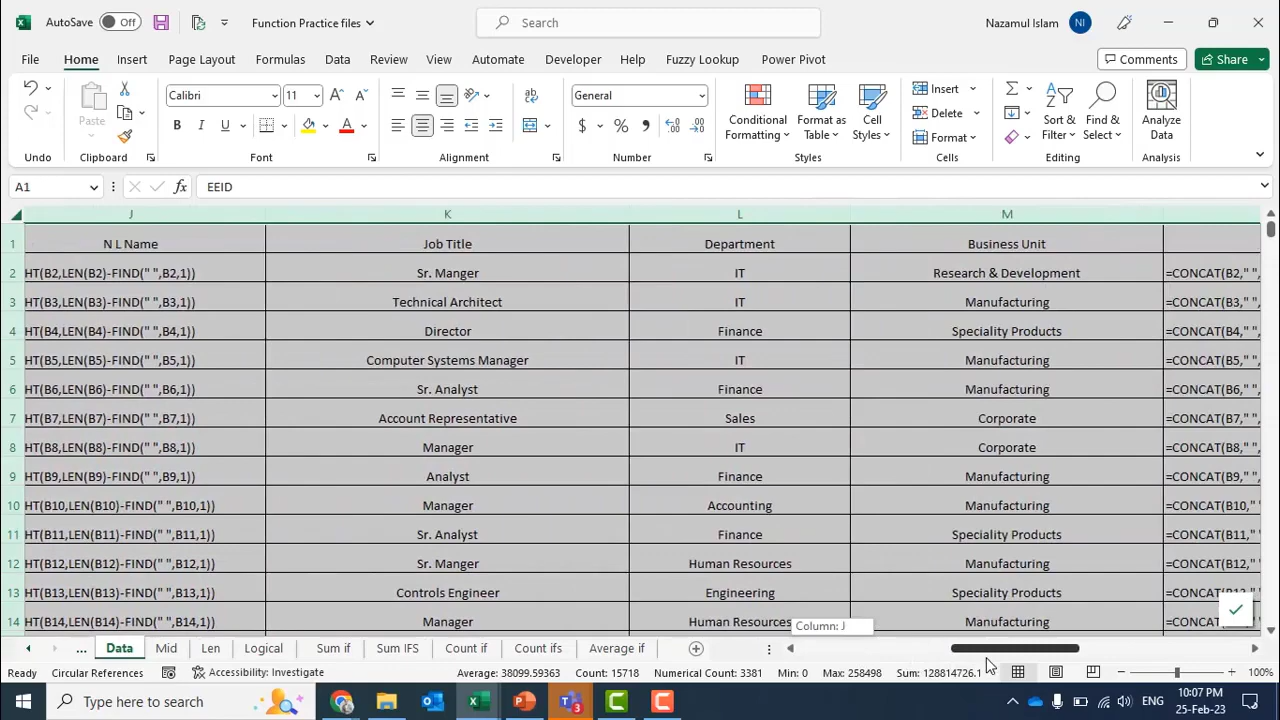 AutoSave Off Function Practice files Search Nazamul Islam NI
File Home Insert Page Layout Formulas Data Review View Automate Developer Help Fuzzy Lookup Power Pivot Comments Share
Calibri 11 General Insert
Paste Conditional Formatting Format as Table Cell Styles Delete Sort & Filter Find & Select Analyze Data
B I U A $ % Format
Undo Clipboard Font Alignment Number Styles Cells Editing Analysis
A1 fx EEID
J K L M
1 N L Name Job Title Department Business Unit
2 HT(B2,LEN(B2)-FIND(" ",B2,1)) Sr. Manger IT Research & Development =CONCAT(B2," ",
3 HT(B3,LEN(B3)-FIND(" ",B3,1)) Technical Architect IT Manufacturing =CONCAT(B3," ",
4 HT(B4,LEN(B4)-FIND(" ",B4,1)) Director Finance Speciality Products =CONCAT(B4," ",
5 HT(B5,LEN(B5)-FIND(" ",B5,1)) Computer Systems Manager IT Manufacturing =CONCAT(B5," ",
6 HT(B6,LEN(B6)-FIND(" ",B6,1)) Sr. Analyst Finance Manufacturing =CONCAT(B6," ",
7 HT(B7,LEN(B7)-FIND(" ",B7,1)) Account Representative Sales Corporate =CONCAT(B7," ",
8 HT(B8,LEN(B8)-FIND(" ",B8,1)) Manager IT Corporate =CONCAT(B8," ",
9 HT(B9,LEN(B9)-FIND(" ",B9,1)) Analyst Finance Manufacturing =CONCAT(B9," ",
10 HT(B10,LEN(B10)-FIND(" ",B10,1)) Manager Accounting Manufacturing =CONCAT(B10,"
11 HT(B11,LEN(B11)-FIND(" ",B11,1)) Sr. Analyst Finance Speciality Products =CONCAT(B11,"
12 HT(B12,LEN(B12)-FIND(" ",B12,1)) Sr. Manger Human Resources Manufacturing =CONCAT(B12,"
13 HT(B13,LEN(B13)-FIND(" ",B13,1)) Controls Engineer Engineering Speciality Products
14 HT(B14,LEN(B14)-FIND(" ",B14,1)) Manager Human Resources Manufacturing =CONCAT(B14,"
Column: J
... Data Mid Len Logical Sum if Sum IFS Count if Count ifs Average if
Ready Circular References Accessibility: Investigate Average: 38099.59363 Count: 15718 Numerical Count: 3381 Min: 0 Max: 258498 Sum: 128814726.1 100%
Type here to search 3 ENG 10:07 PM
25-Feb-23